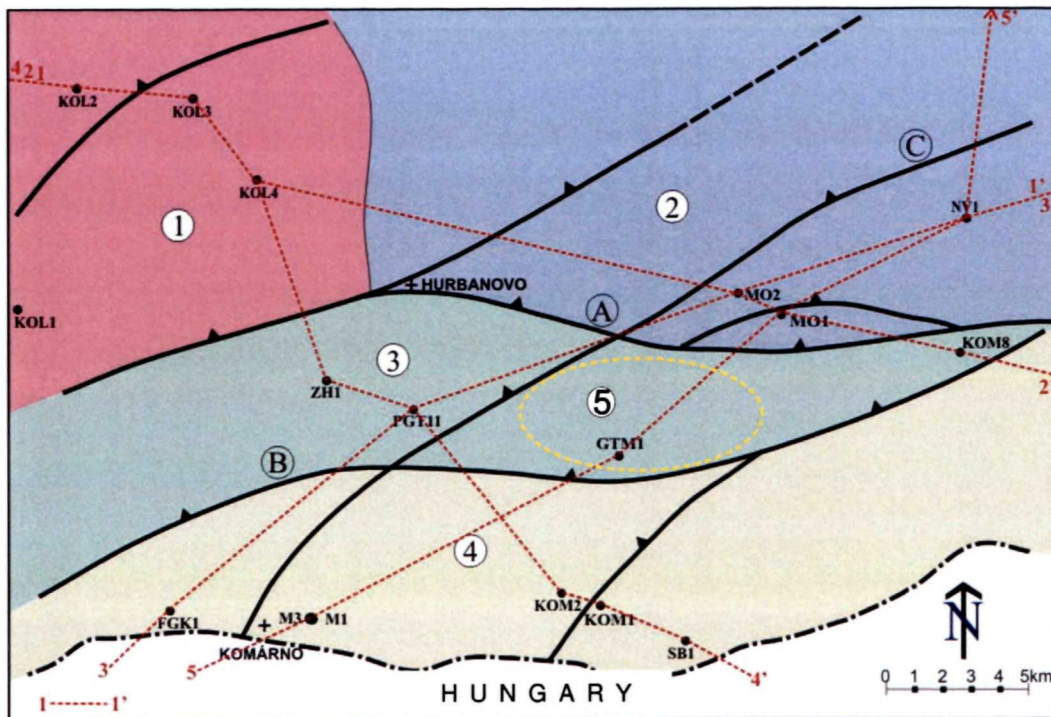 5'
4 2 1
KOL2
KOL3
C
KOL4
1'
3'
NV1
1
2
+ HURBANOVO
MO2
A
MO1
KOL1
KOM8
3
2'
ZH1
5
PGT11
GTM1
B
4
KOM2
KOM1
FGK1
M3 M1
N
SB1
KOMÁRNO
3
5
4'
0 1 2 3 4 5km
HUNGARY
1 1'